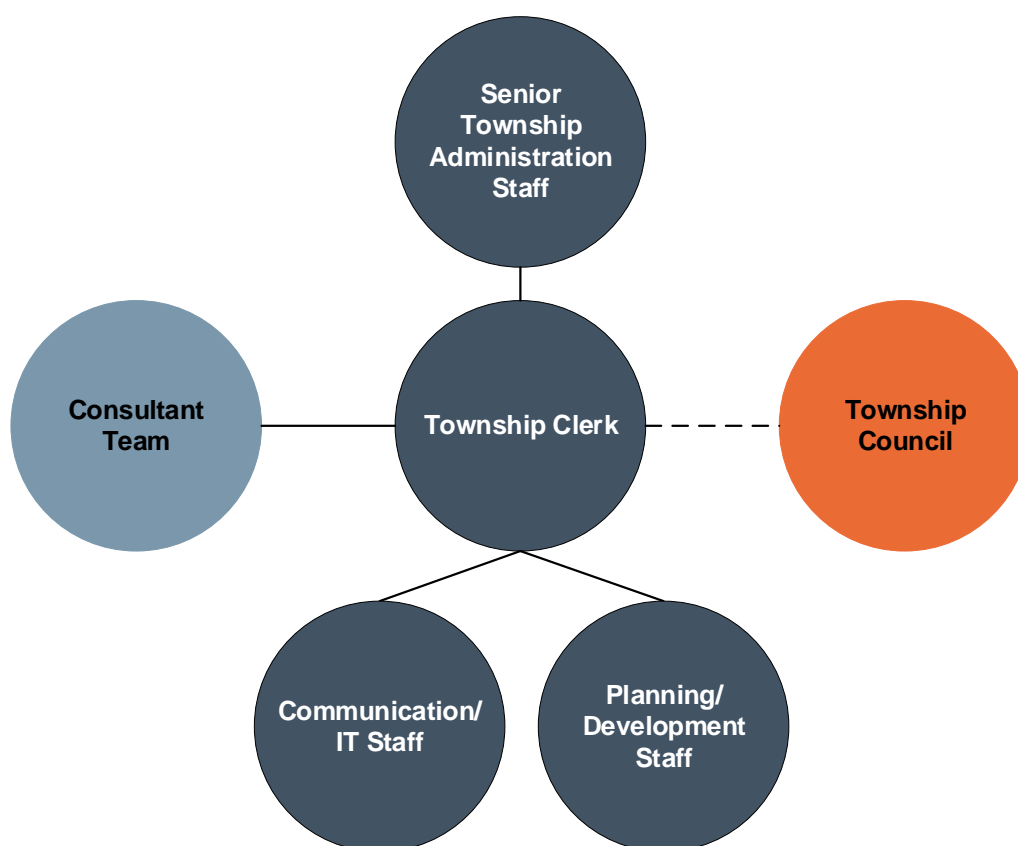 Senior
Township
Administration
Staff
Consultant
Team
Township Clerk
Township
Council
Communication/
IT Staff
Planning/
Development
Staff